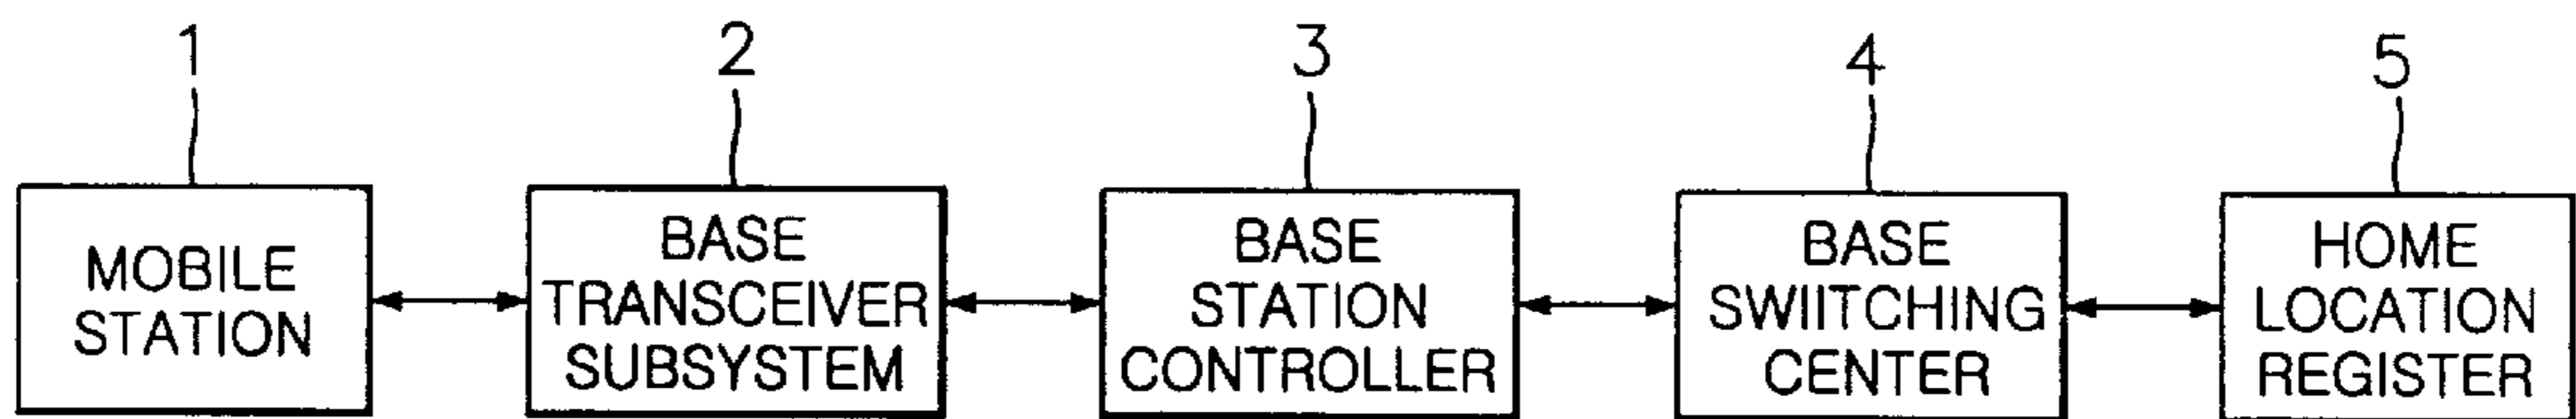 1
2
3
4
5
MOBILE
STATION
BASE
TRANSCEIVER
SUBSYSTEM
BASE
STATION
CONTROLLER
BASE
SWIITCHING
CENTER
HOME
LOCATION
REGISTER